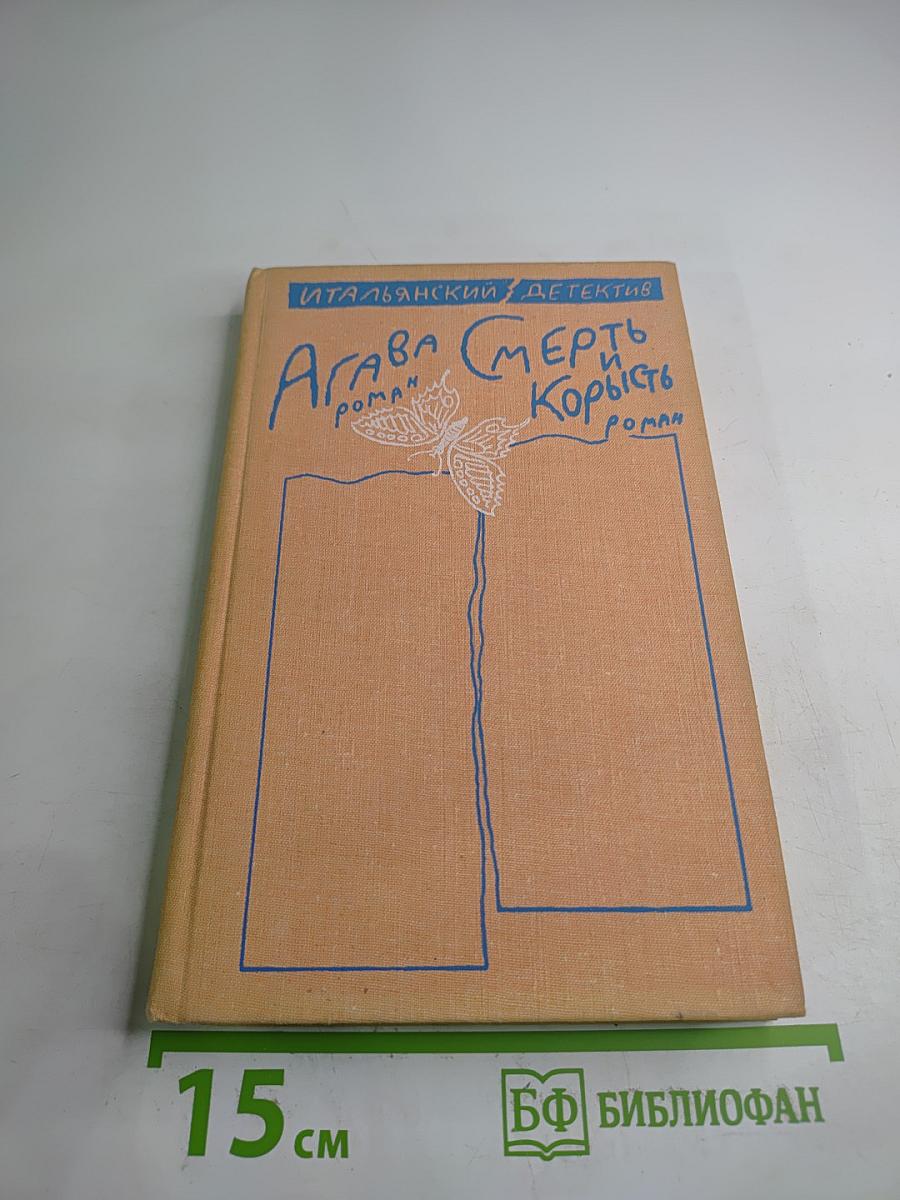 ИТАЛЬЯНСКИЙ ДЕТЕКТИВ
АГАВА
РОМАН
СМЕРТЬ
И
КОРЫСТЬ
РОМАН
15 см
БФ БИБЛИОФАН